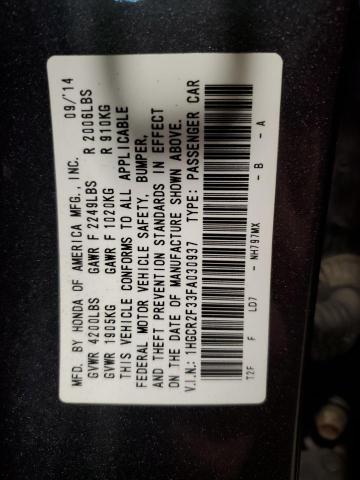 MFD. BY HONDA OF AMERICA MFG., INC. 09/'14
GVWR 4200LBS GAWR F 2249LBS R 2006LBS
GVWR 1905KG GAWR F 1020KG R 910KG
THIS VEHICLE CONFORMS TO ALL APPLICABLE
FEDERAL MOTOR VEHICLE SAFETY, BUMPER,
AND THEFT PREVENTION STANDARDS IN EFFECT
ON THE DATE OF MANUFACTURE SHOWN ABOVE.
V.I.N.: 1HGCR2F33FA030937 TYPE: PASSENGER CAR
T2F F LD7 - NH797MX - B - A